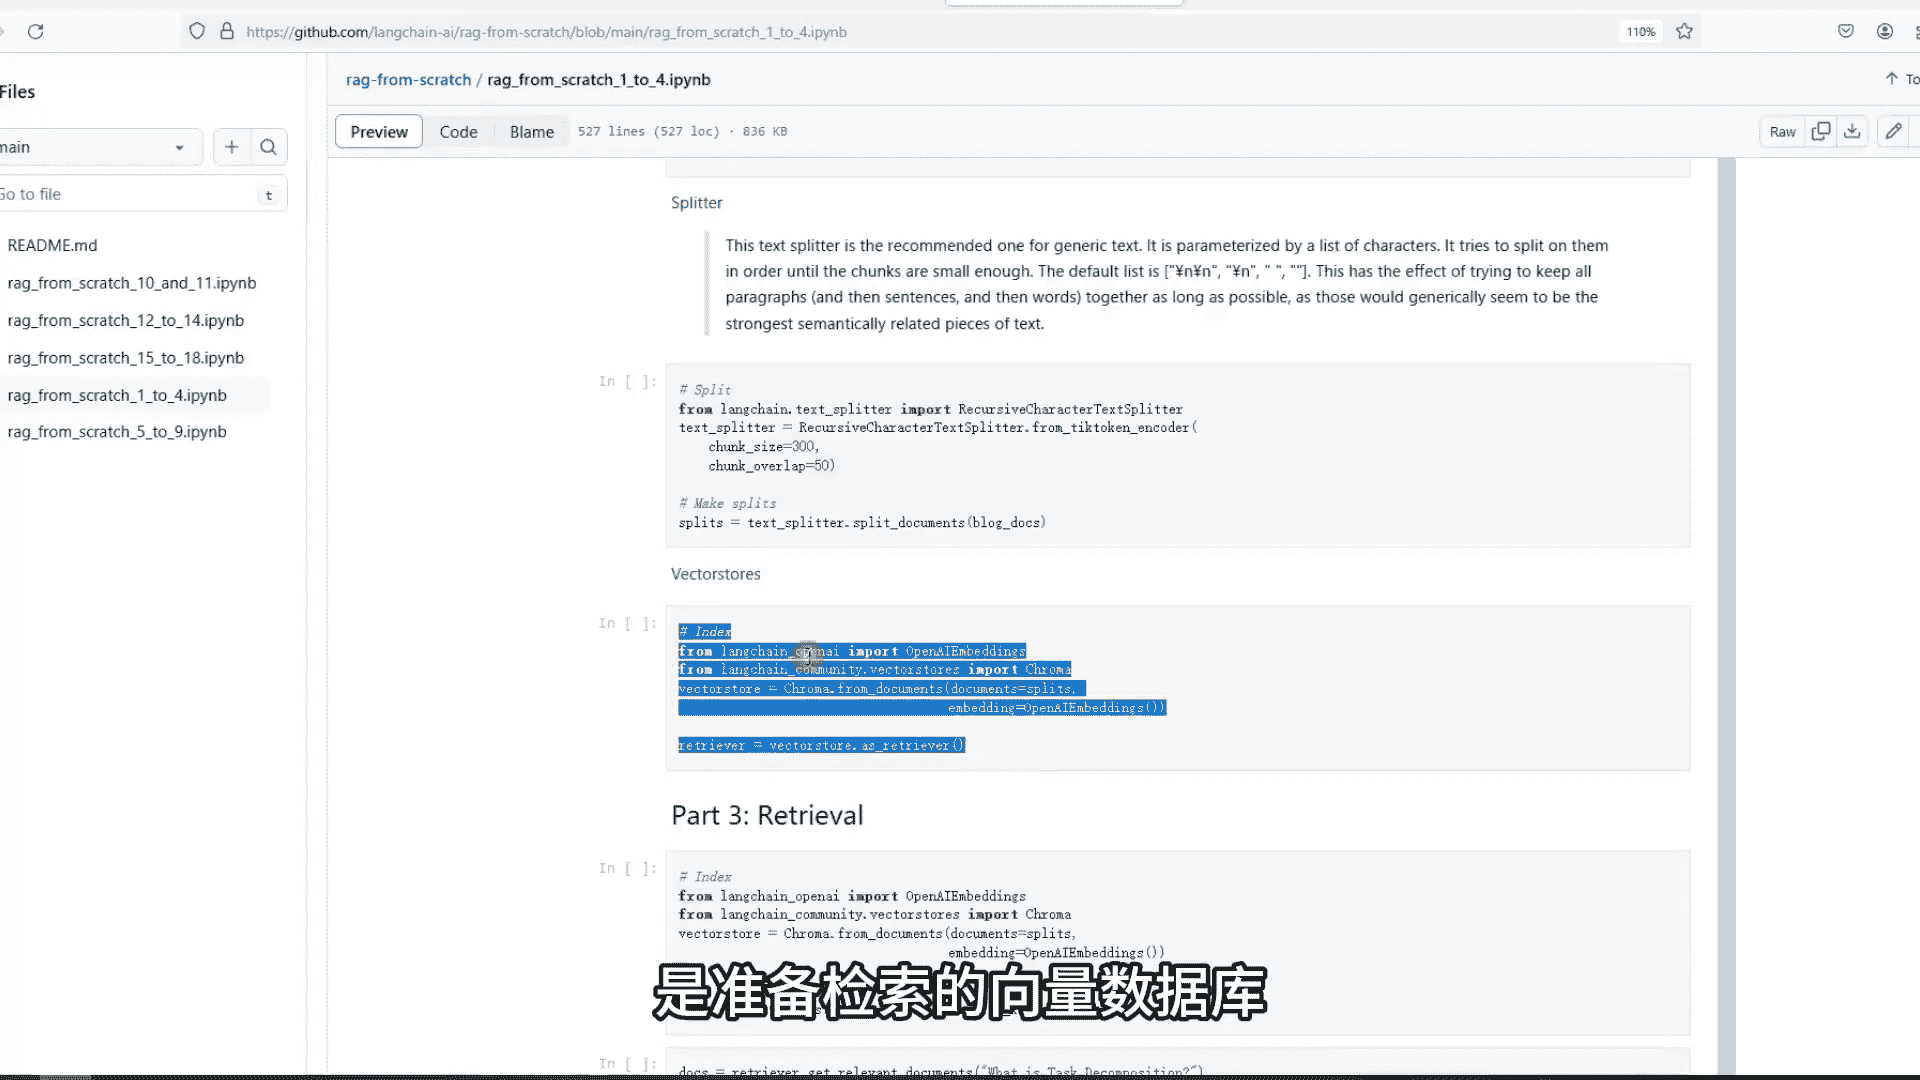 https://github.com/langchain-ai/rag-from-scratch/blob/main/rag_from_scratch_1_to_4.ipynb
110%
Files
rag-from-scratch / rag_from_scratch_1_to_4.ipynb
main
Go to file
t
Preview Code Blame 527 lines (527 loc) · 836 KB
Raw
README.md
rag_from_scratch_10_and_11.ipynb
rag_from_scratch_12_to_14.ipynb
rag_from_scratch_15_to_18.ipynb
rag_from_scratch_1_to_4.ipynb
rag_from_scratch_5_to_9.ipynb
Splitter
This text splitter is the recommended one for generic text. It is parameterized by a list of characters. It tries to split on them
in order until the chunks are small enough. The default list is ["¥n¥n", "¥n", " ", ""]. This has the effect of trying to keep all
paragraphs (and then sentences, and then words) together as long as possible, as those would generically seem to be the
strongest semantically related pieces of text.
In [ ]:
# Split
from langchain.text_splitter import RecursiveCharacterTextSplitter
text_splitter = RecursiveCharacterTextSplitter.from_tiktoken_encoder(
chunk_size=300,
chunk_overlap=50)
# Make splits
splits = text_splitter.split_documents(blog_docs)
Vectorstores
In [ ]:
# Index
from langchain_openai import OpenAIEmbeddings
from langchain_community.vectorstores import Chroma
vectorstore = Chroma.from_documents(documents=splits,
embedding=OpenAIEmbeddings())
retriever = vectorstore.as_retriever()
Part 3: Retrieval
In [ ]:
# Index
from langchain_openai import OpenAIEmbeddings
from langchain_community.vectorstores import Chroma
vectorstore = Chroma.from_documents(documents=splits,
embedding=OpenAIEmbeddings())
是准备检索的向量数据库
In [ ]:
docs = retriever.get_relevant_documents("What is Task Decomposition?")